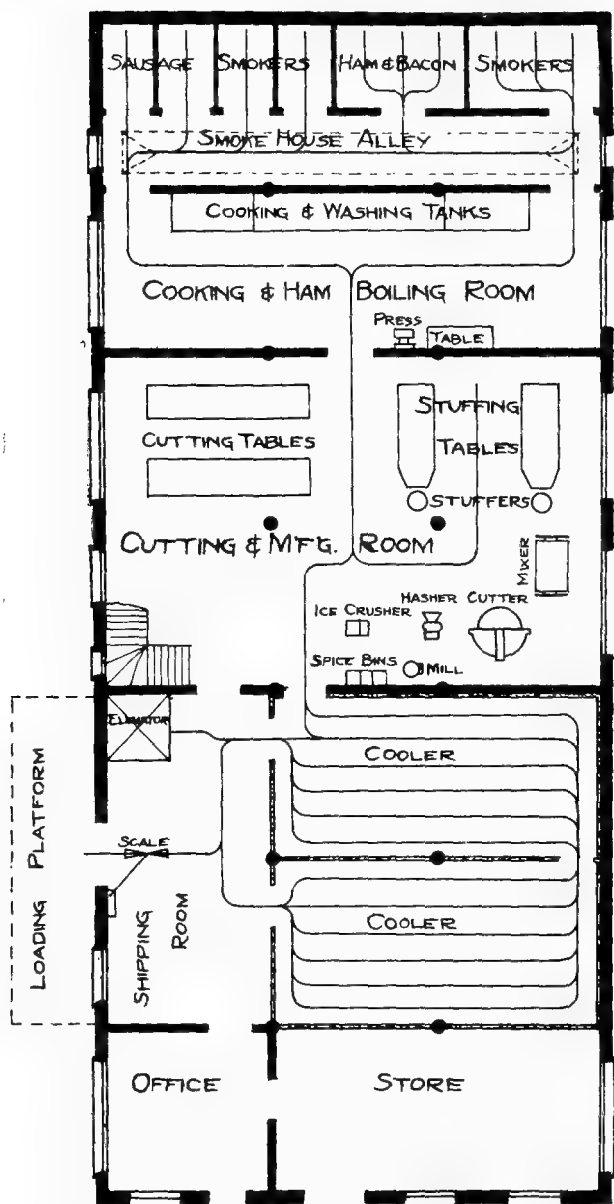 SAUSAGE SMOKERS HAM & BACON SMOKERS
SMOKE HOUSE ALLEY
COOKING & WASHING TANKS
COOKING & HAM BOILING ROOM
PRESS
TABLE
STUFFING
CUTTING TABLES
TABLES
STUFFERS
CUTTING & MF'G. ROOM
MIXER
HASHER CUTTER
ICE CRUSHER
SPICE BINS
MILL
ELEVATOR
COOLER
LOADING PLATFORM
SCALE
SHIPPING
ROOM
COOLER
OFFICE
STORE